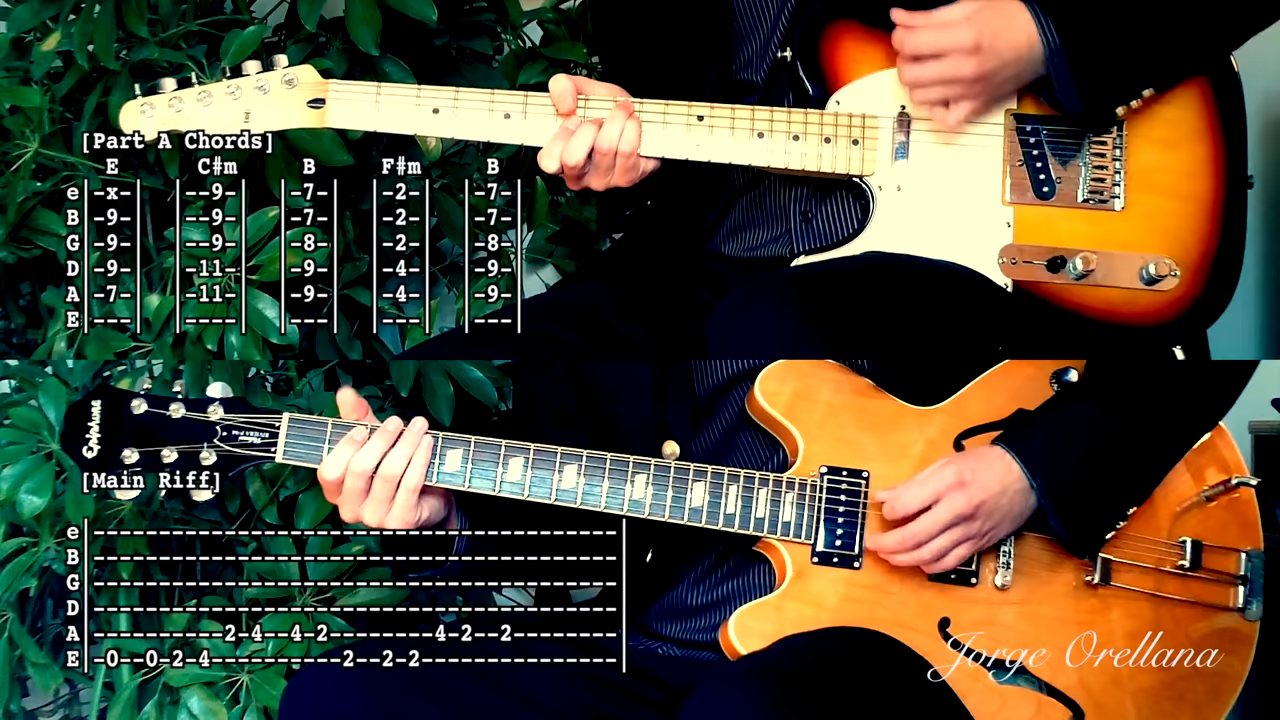 [Part A Chords]
E C#m B F#m B
e|-x-| |--9-| |-7-| |-2-| |-7-|
B|-9-| |--9-| |-7-| |-2-| |-7-|
G|-9-| |--9-| |-8-| |-2-| |-8-|
D|-9-| |-11-| |-9-| |-4-| |-9-|
A|-7-| |-11-| |-9-| |-4-| |-9-|
E|---| |----| |---| |---| |---|
Epiphone
[Main Riff]
e|----------------------------------------|
B|----------------------------------------|
G|----------------------------------------|
D|----------------------------------------|
A|----------2-4--4-2--------4-2--2--------|
E|-0--0-2-4----------2--2-2---------------|
Jorge Orellana